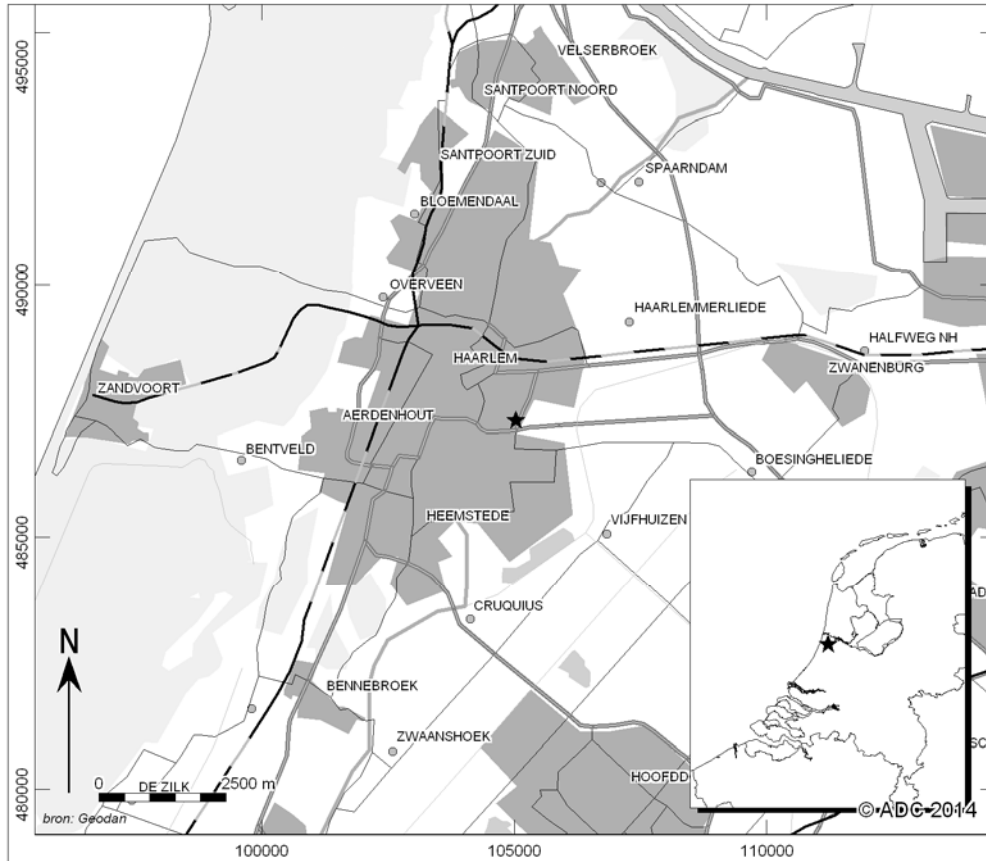 495000
VELSERBROEK
SANTPOORT NOORD
SANTPOORT ZUID
SPAARNDAM
BLOEMENDAAL
490000
OVERVEEN
HAARLEMMERLIEDE
HALFWEG NH
HAARLEM
ZWANENBURG
ZANDVOORT
AERDENHOUT
BENTVELD
BOESINGHELIEDE
HEEMSTEDE
VIJFHUIZEN
485000
CRUQUIUS
AD
N
BENNEBROEK
ZWAANSHOEK
SC
HOOFDD
0 2500 m
DE ZILK
480000
bron: Geodan
© ADC 2014
100000 105000 110000